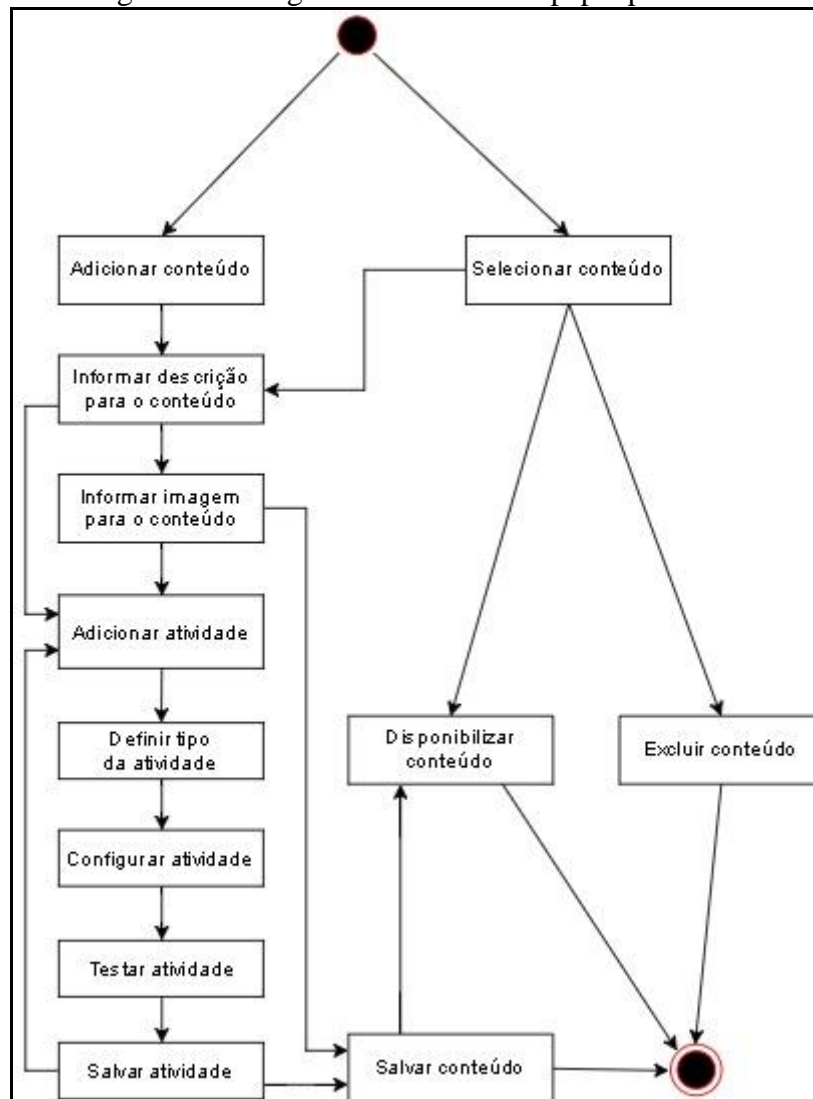 Adicionar conteúdo
Selecionar conteúdo
Informar descrição
para o conteúdo
Informar imagem
para o conteúdo
Adicionar atividade
Definir tipo
da atividade
Disponibilizar
conteúdo
Excluir conteúdo
Configurar atividade
Testar atividade
Salvar atividade
Salvar conteúdo